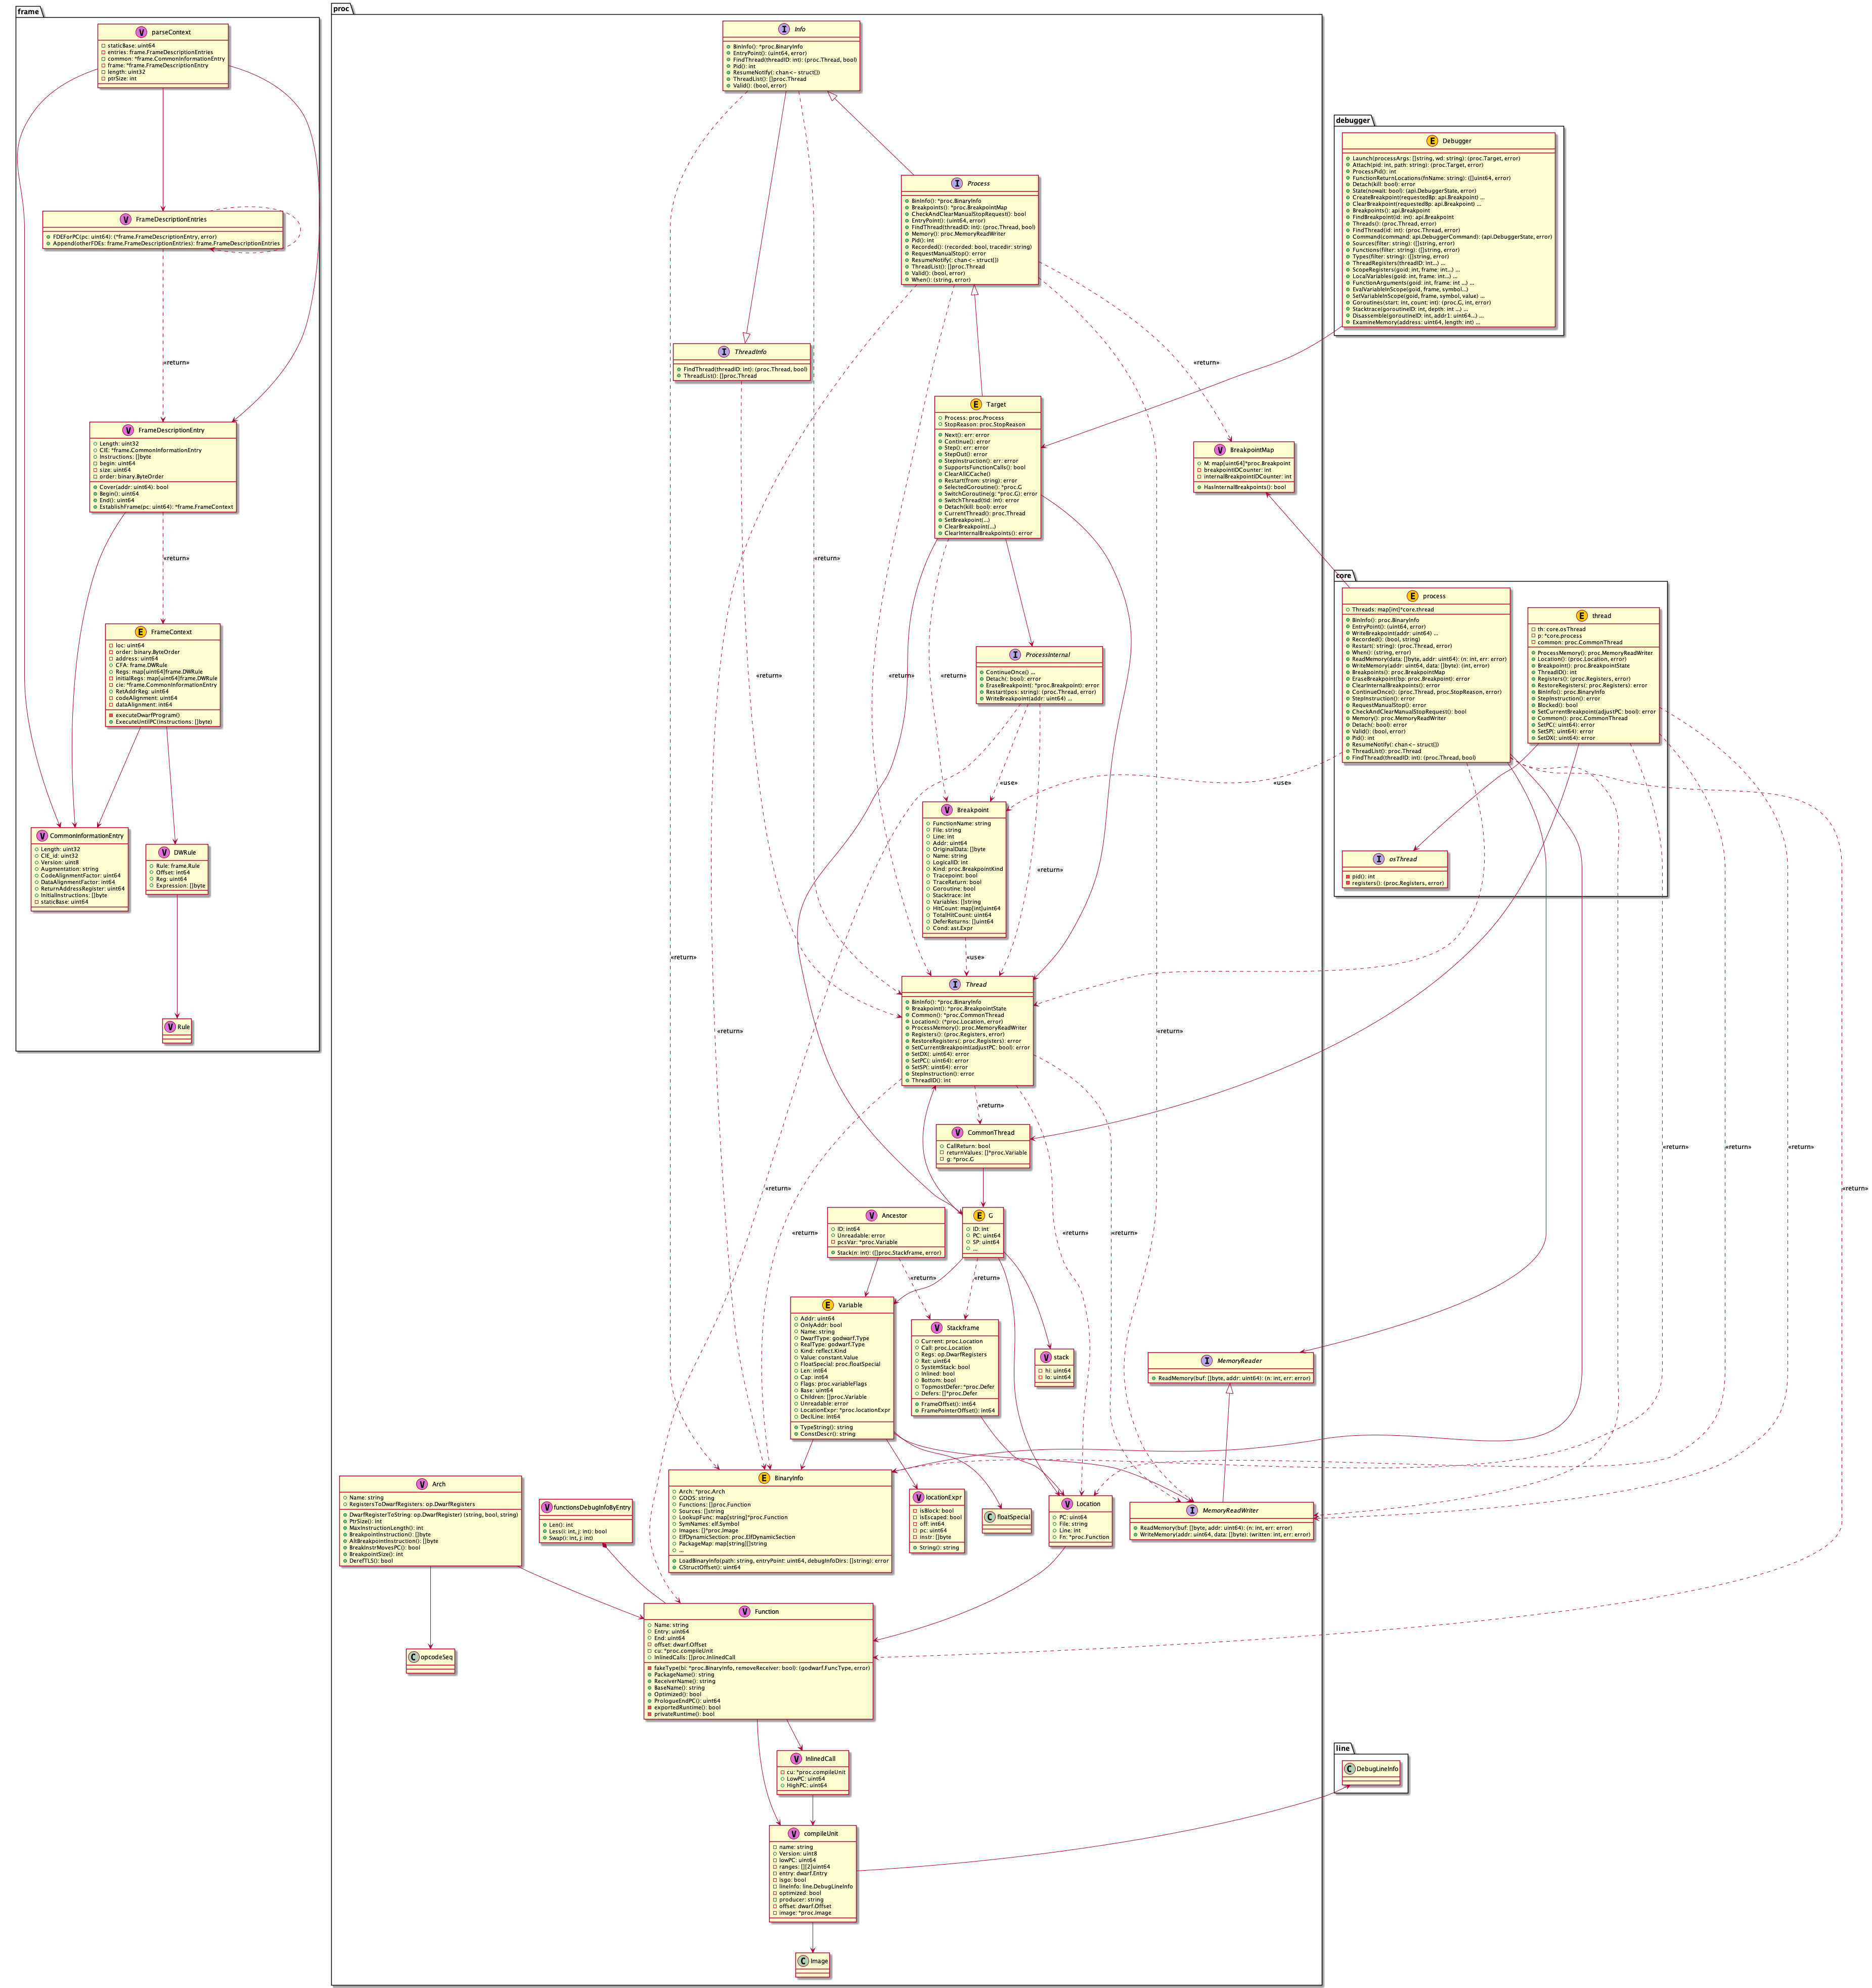 frame
V parseContext
staticBase: uint64
entries: frame.FrameDescriptionEntries
common: *frame.CommonInformationEntry
frame: *frame.FrameDescriptionEntry
length: uint32
ptrSize: int
V FrameDescriptionEntries
FDEForPC(pc: uint64): (*frame.FrameDescriptionEntry, error)
Append(otherFDEs: frame.FrameDescriptionEntries): frame.FrameDescriptionEntries
«return»
V FrameDescriptionEntry
Length: uint32
CIE: *frame.CommonInformationEntry
Instructions: []byte
begin: uint64
size: uint64
order: binary.ByteOrder
Cover(addr: uint64): bool
Begin(): uint64
End(): uint64
EstablishFrame(pc: uint64): *frame.FrameContext
«return»
E FrameContext
loc: uint64
order: binary.ByteOrder
address: uint64
CFA: frame.DWRule
Regs: map[uint64]frame.DWRule
initialRegs: map[uint64]frame.DWRule
cie: *frame.CommonInformationEntry
RetAddrReg: uint64
codeAlignment: uint64
dataAlignment: int64
executeDwarfProgram()
ExecuteUntilPC(instructions: []byte)
V CommonInformationEntry
Length: uint32
CIE_id: uint32
Version: uint8
Augmentation: string
CodeAlignmentFactor: uint64
DataAlignmentFactor: int64
ReturnAddressRegister: uint64
InitialInstructions: []byte
staticBase: uint64
V DWRule
Rule: frame.Rule
Offset: int64
Reg: uint64
Expression: []byte
V Rule
proc
I Info
BinInfo(): *proc.BinaryInfo
EntryPoint(): (uint64, error)
FindThread(threadID: int): (proc.Thread, bool)
Pid(): int
ResumeNotify(: chan<- struct{})
ThreadList(): []proc.Thread
Valid(): (bool, error)
I Process
BinInfo(): *proc.BinaryInfo
Breakpoints(): *proc.BreakpointMap
CheckAndClearManualStopRequest(): bool
EntryPoint(): (uint64, error)
FindThread(threadID: int): (proc.Thread, bool)
Memory(): proc.MemoryReadWriter
Pid(): int
Recorded(): (recorded: bool, tracedir: string)
RequestManualStop(): error
ResumeNotify(: chan<- struct{})
ThreadList(): []proc.Thread
Valid(): (bool, error)
When(): (string, error)
I ThreadInfo
FindThread(threadID: int): (proc.Thread, bool)
ThreadList(): []proc.Thread
«return»
E Target
Process: proc.Process
StopReason: proc.StopReason
Next(): err: error
Continue(): error
Step(): err: error
StepOut(): error
StepInstruction(): err: error
SupportsFunctionCalls(): bool
ClearAllGCache()
Restart(from: string): error
SelectedGoroutine(): *proc.G
SwitchGoroutine(g: *proc.G): error
SwitchThread(tid: int): error
Detach(kill: bool): error
CurrentThread(): proc.Thread
SetBreakpoint(...)
ClearBreakpoint(...)
ClearInternalBreakpoints(): error
V BreakpointMap
M: map[uint64]*proc.Breakpoint
breakpointIDCounter: int
internalBreakpointIDCounter: int
HasInternalBreakpoints(): bool
«return»
I ProcessInternal
ContinueOnce() ...
Detach(: bool): error
EraseBreakpoint(: *proc.Breakpoint): error
Restart(pos: string): (proc.Thread, error)
WriteBreakpoint(addr: uint64) ...
«return»
«return»
«return»
«use»
«use»
V Breakpoint
FunctionName: string
File: string
Line: int
Addr: uint64
OriginalData: []byte
Name: string
LogicalID: int
Kind: proc.BreakpointKind
Tracepoint: bool
TraceReturn: bool
Goroutine: bool
Stacktrace: int
Variables: []string
HitCount: map[int]uint64
TotalHitCount: uint64
DeferReturns: []uint64
Cond: ast.Expr
«return»
«return»
«use»
I Thread
BinInfo(): *proc.BinaryInfo
Breakpoint(): *proc.BreakpointState
Common(): *proc.CommonThread
Location(): (*proc.Location, error)
ProcessMemory(): proc.MemoryReadWriter
Registers(): (proc.Registers, error)
RestoreRegisters(: proc.Registers): error
SetCurrentBreakpoint(adjustPC: bool): error
SetDX(: uint64): error
SetPC(: uint64): error
SetSP(: uint64): error
StepInstruction(): error
ThreadID(): int
«return»
«return»
«return»
V CommonThread
CallReturn: bool
returnValues: []*proc.Variable
g: *proc.G
«return»
V Ancestor
ID: int64
Unreadable: error
pcsVar: *proc.Variable
Stack(n: int): ([]proc.Stackframe, error)
E G
ID: int
PC: uint64
SP: uint64
...
«return»
«return»
«return»
«return»
«return»
E Variable
Addr: uint64
OnlyAddr: bool
Name: string
DwarfType: godwarf.Type
RealType: godwarf.Type
Kind: reflect.Kind
Value: constant.Value
FloatSpecial: proc.floatSpecial
Len: int64
Cap: int64
Flags: proc.variableFlags
Base: uint64
Children: []proc.Variable
Unreadable: error
LocationExpr: *proc.locationExpr
DeclLine: int64
TypeString(): string
ConstDescr(): string
V Stackframe
Current: proc.Location
Call: proc.Location
Regs: op.DwarfRegisters
Ret: uint64
SystemStack: bool
Inlined: bool
Bottom: bool
TopmostDefer: *proc.Defer
Defers: []*proc.Defer
FrameOffset(): int64
FramePointerOffset(): int64
V stack
hi: uint64
lo: uint64
I MemoryReader
ReadMemory(buf: []byte, addr: uint64): (n: int, err: error)
V Arch
Name: string
RegistersToDwarfRegisters: op.DwarfRegisters
DwarfRegisterToString: op.DwarfRegister) (string, bool, string)
PtrSize(): int
MaxInstructionLength(): int
BreakpointInstruction(): []byte
AltBreakpointInstruction(): []byte
BreakInstrMovesPC(): bool
BreakpointSize(): int
DerefTLS(): bool
V functionsDebugInfoByEntry
Len(): int
Less(i: int, j: int): bool
Swap(i: int, j: int)
E BinaryInfo
Arch: *proc.Arch
GOOS: string
Functions: []proc.Function
Sources: []string
LookupFunc: map[string]*proc.Function
SymNames: elf.Symbol
Images: []*proc.Image
ElfDynamicSection: proc.ElfDynamicSection
PackageMap: map[string][]string
...
LoadBinaryInfo(path: string, entryPoint: uint64, debugInfoDirs: []string): error
GStructOffset(): uint64
V locationExpr
isBlock: bool
isEscaped: bool
off: int64
pc: uint64
instr: []byte
String(): string
C floatSpecial
V Location
PC: uint64
File: string
Line: int
Fn: *proc.Function
I MemoryReadWriter
ReadMemory(buf: []byte, addr: uint64): (n: int, err: error)
WriteMemory(addr: uint64, data: []byte): (written: int, err: error)
V Function
Name: string
Entry: uint64
End: uint64
offset: dwarf.Offset
cu: *proc.compileUnit
InlinedCalls: []proc.InlinedCall
fakeType(bi: *proc.BinaryInfo, removeReceiver: bool): (godwarf.FuncType, error)
PackageName(): string
ReceiverName(): string
BaseName(): string
Optimized(): bool
PrologueEndPC(): uint64
exportedRuntime(): bool
privateRuntime(): bool
C opcodeSeq
V InlinedCall
cu: *proc.compileUnit
LowPC: uint64
HighPC: uint64
V compileUnit
name: string
Version: uint8
lowPC: uint64
ranges: [][2]uint64
entry: dwarf.Entry
isgo: bool
lineInfo: line.DebugLineInfo
optimized: bool
producer: string
offset: dwarf.Offset
image: *proc.Image
C Image
debugger
E Debugger
Launch(processArgs: []string, wd: string): (proc.Target, error)
Attach(pid: int, path: string): (proc.Target, error)
ProcessPid(): int
FunctionReturnLocations(fnName: string): ([]uint64, error)
Detach(kill: bool): error
State(nowait: bool): (api.DebuggerState, error)
CreateBreakpoint(requestedBp: api.Breakpoint) ...
ClearBreakpoint(requestedBp: api.Breakpoint) ...
Breakpoints(): api.Breakpoint
FindBreakpoint(id: int): api.Breakpoint
Threads(): (proc.Thread, error)
FindThread(id: int): (proc.Thread, error)
Command(command: api.DebuggerCommand): (api.DebuggerState, error)
Sources(filter: string): ([]string, error)
Functions(filter: string): ([]string, error)
Types(filter: string): ([]string, error)
ThreadRegisters(threadID: int...) ...
ScopeRegisters(goid: int, frame: int...) ...
LocalVariables(goid: int, frame: int...) ...
FunctionArguments(goid: int, frame: int ...) ...
EvalVariableInScope(goid, frame, symbol...)
SetVariableInScope(goid, frame, symbol, value) ...
Goroutines(start: int, count: int): (proc.G, int, error)
Stacktrace(goroutineID: int, depth: int ...) ...
Disassemble(goroutineID: int, addr1: uint64...) ...
ExamineMemory(address: uint64, length: int) ...
core
E process
Threads: map[int]*core.thread
BinInfo(): proc.BinaryInfo
EntryPoint(): (uint64, error)
WriteBreakpoint(addr: uint64) ...
Recorded(): (bool, string)
Restart(: string): (proc.Thread, error)
When(): (string, error)
ReadMemory(data: []byte, addr: uint64): (n: int, err: error)
WriteMemory(addr: uint64, data: []byte): (int, error)
Breakpoints(): proc.BreakpointMap
EraseBreakpoint(bp: proc.Breakpoint): error
ClearInternalBreakpoints(): error
ContinueOnce(): (proc.Thread, proc.StopReason, error)
StepInstruction(): error
RequestManualStop(): error
CheckAndClearManualStopRequest(): bool
Memory(): proc.MemoryReadWriter
Detach(: bool): error
Valid(): (bool, error)
Pid(): int
ResumeNotify(: chan<- struct{})
ThreadList(): proc.Thread
FindThread(threadID: int): (proc.Thread, bool)
E thread
th: core.osThread
p: *core.process
common: proc.CommonThread
ProcessMemory(): proc.MemoryReadWriter
Location(): (proc.Location, error)
Breakpoint(): proc.BreakpointState
ThreadID(): int
Registers(): (proc.Registers, error)
RestoreRegisters(: proc.Registers): error
BinInfo(): proc.BinaryInfo
StepInstruction(): error
Blocked(): bool
SetCurrentBreakpoint(adjustPC: bool): error
Common(): proc.CommonThread
SetPC(: uint64): error
SetSP(: uint64): error
SetDX(: uint64): error
«use»
I osThread
pid(): int
registers(): (proc.Registers, error)
«return»
«return»
«return»
«return»
line
C DebugLineInfo